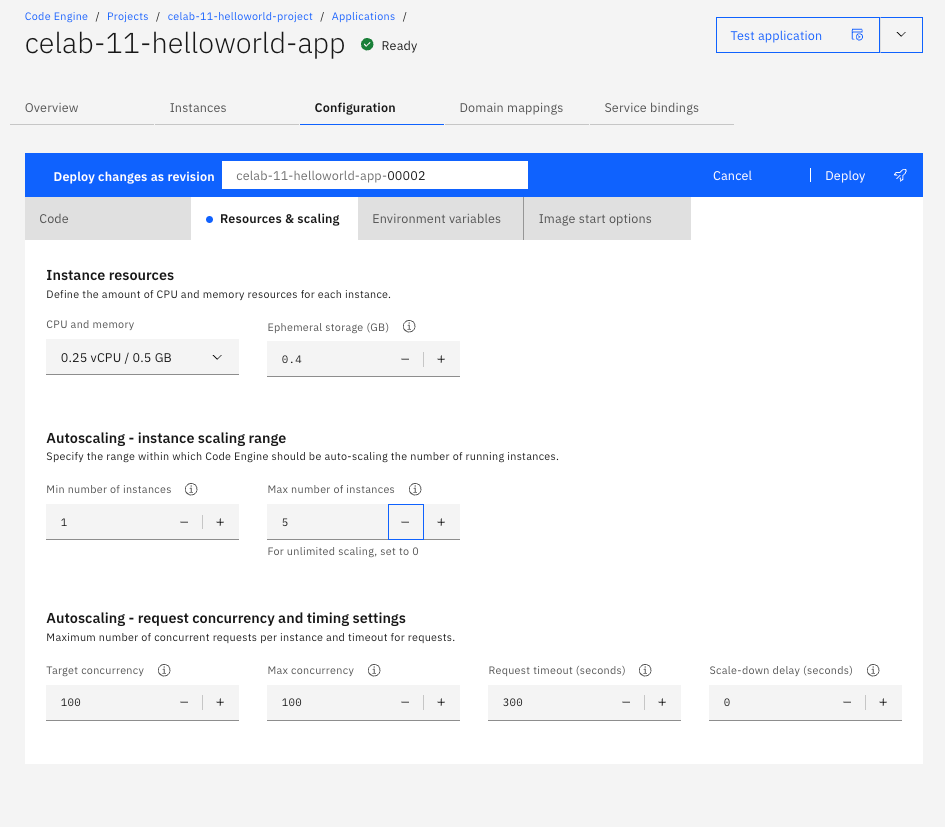 Code Engine / Projects / celab-11-helloworld-project / Applications /
celab-11-helloworld-app Ready
Test application
Overview Instances Configuration Domain mappings Service bindings
Deploy changes as revision celab-11-helloworld-app-00002 Cancel Deploy
Code Resources & scaling Environment variables Image start options
Instance resources
Define the amount of CPU and memory resources for each instance.
CPU and memory Ephemeral storage (GB)
0.25 vCPU / 0.5 GB 0.4
Autoscaling - instance scaling range
Specify the range within which Code Engine should be auto-scaling the number of running instances.
Min number of instances Max number of instances
1 5
For unlimited scaling, set to 0
Autoscaling - request concurrency and timing settings
Maximum number of concurrent requests per instance and timeout for requests.
Target concurrency Max concurrency Request timeout (seconds) Scale-down delay (seconds)
100 100 300 0